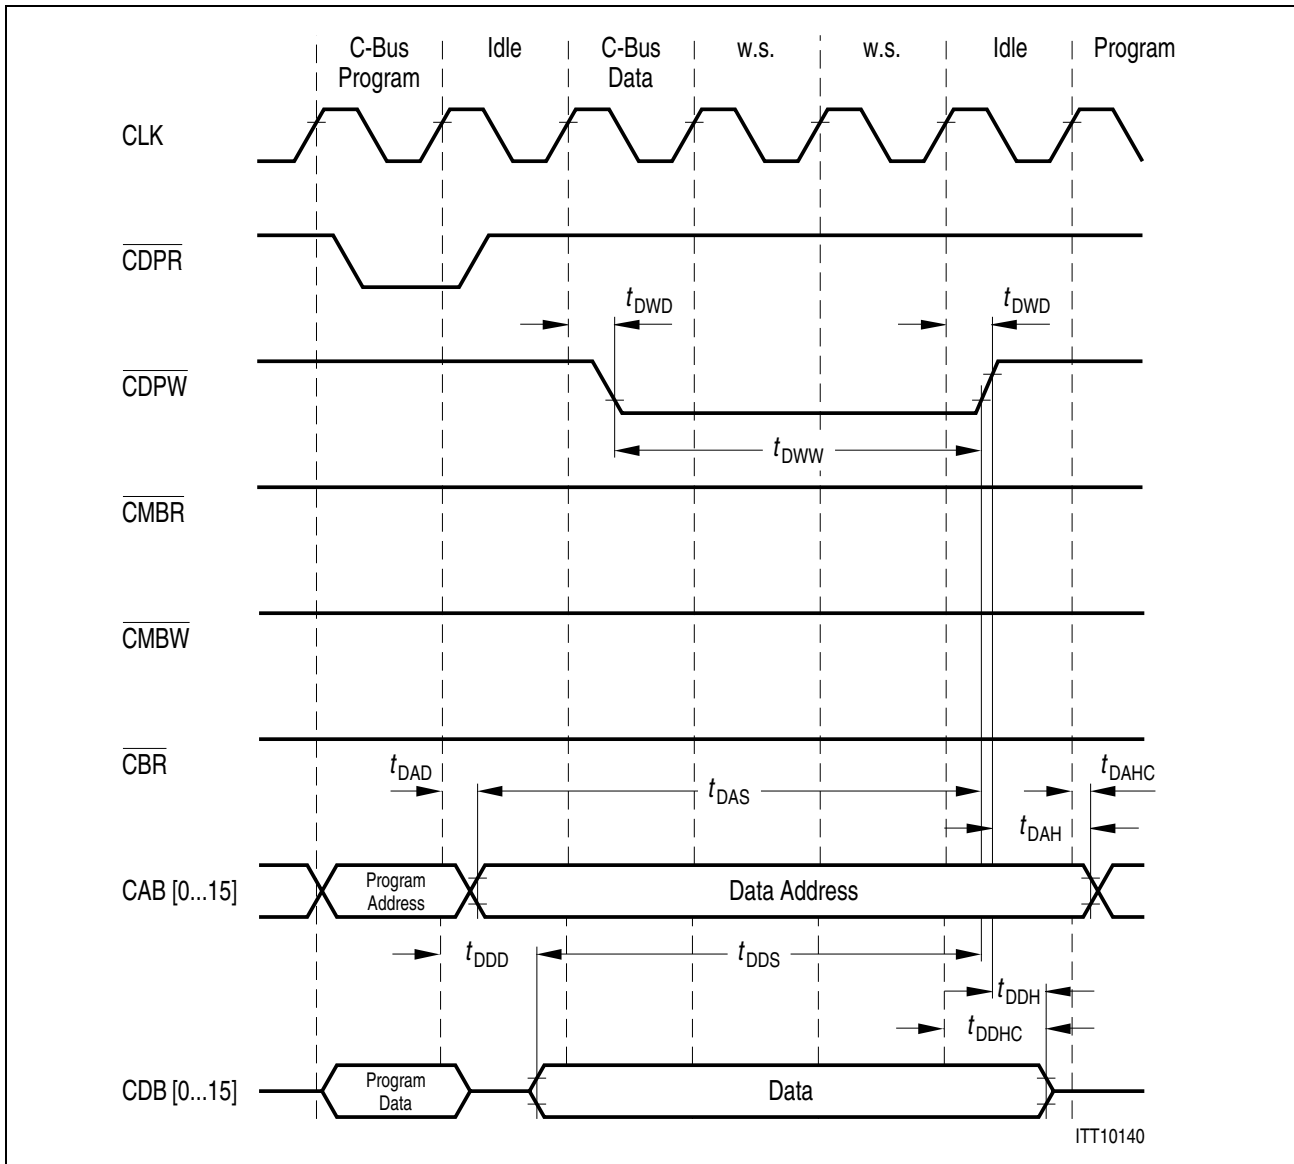 C-Bus Program Idle C-Bus Data w.s. w.s. Idle Program
CLK
CDPR
tDWD tDWD
CDPW
tDWW
CMBR
CMBW
CBR
tDAD tDAS tDAHC
tDAH
CAB [0...15] Program Address Data Address
tDDD tDDS
tDDH
tDDHC
CDB [0...15] Program Data Data
ITT10140